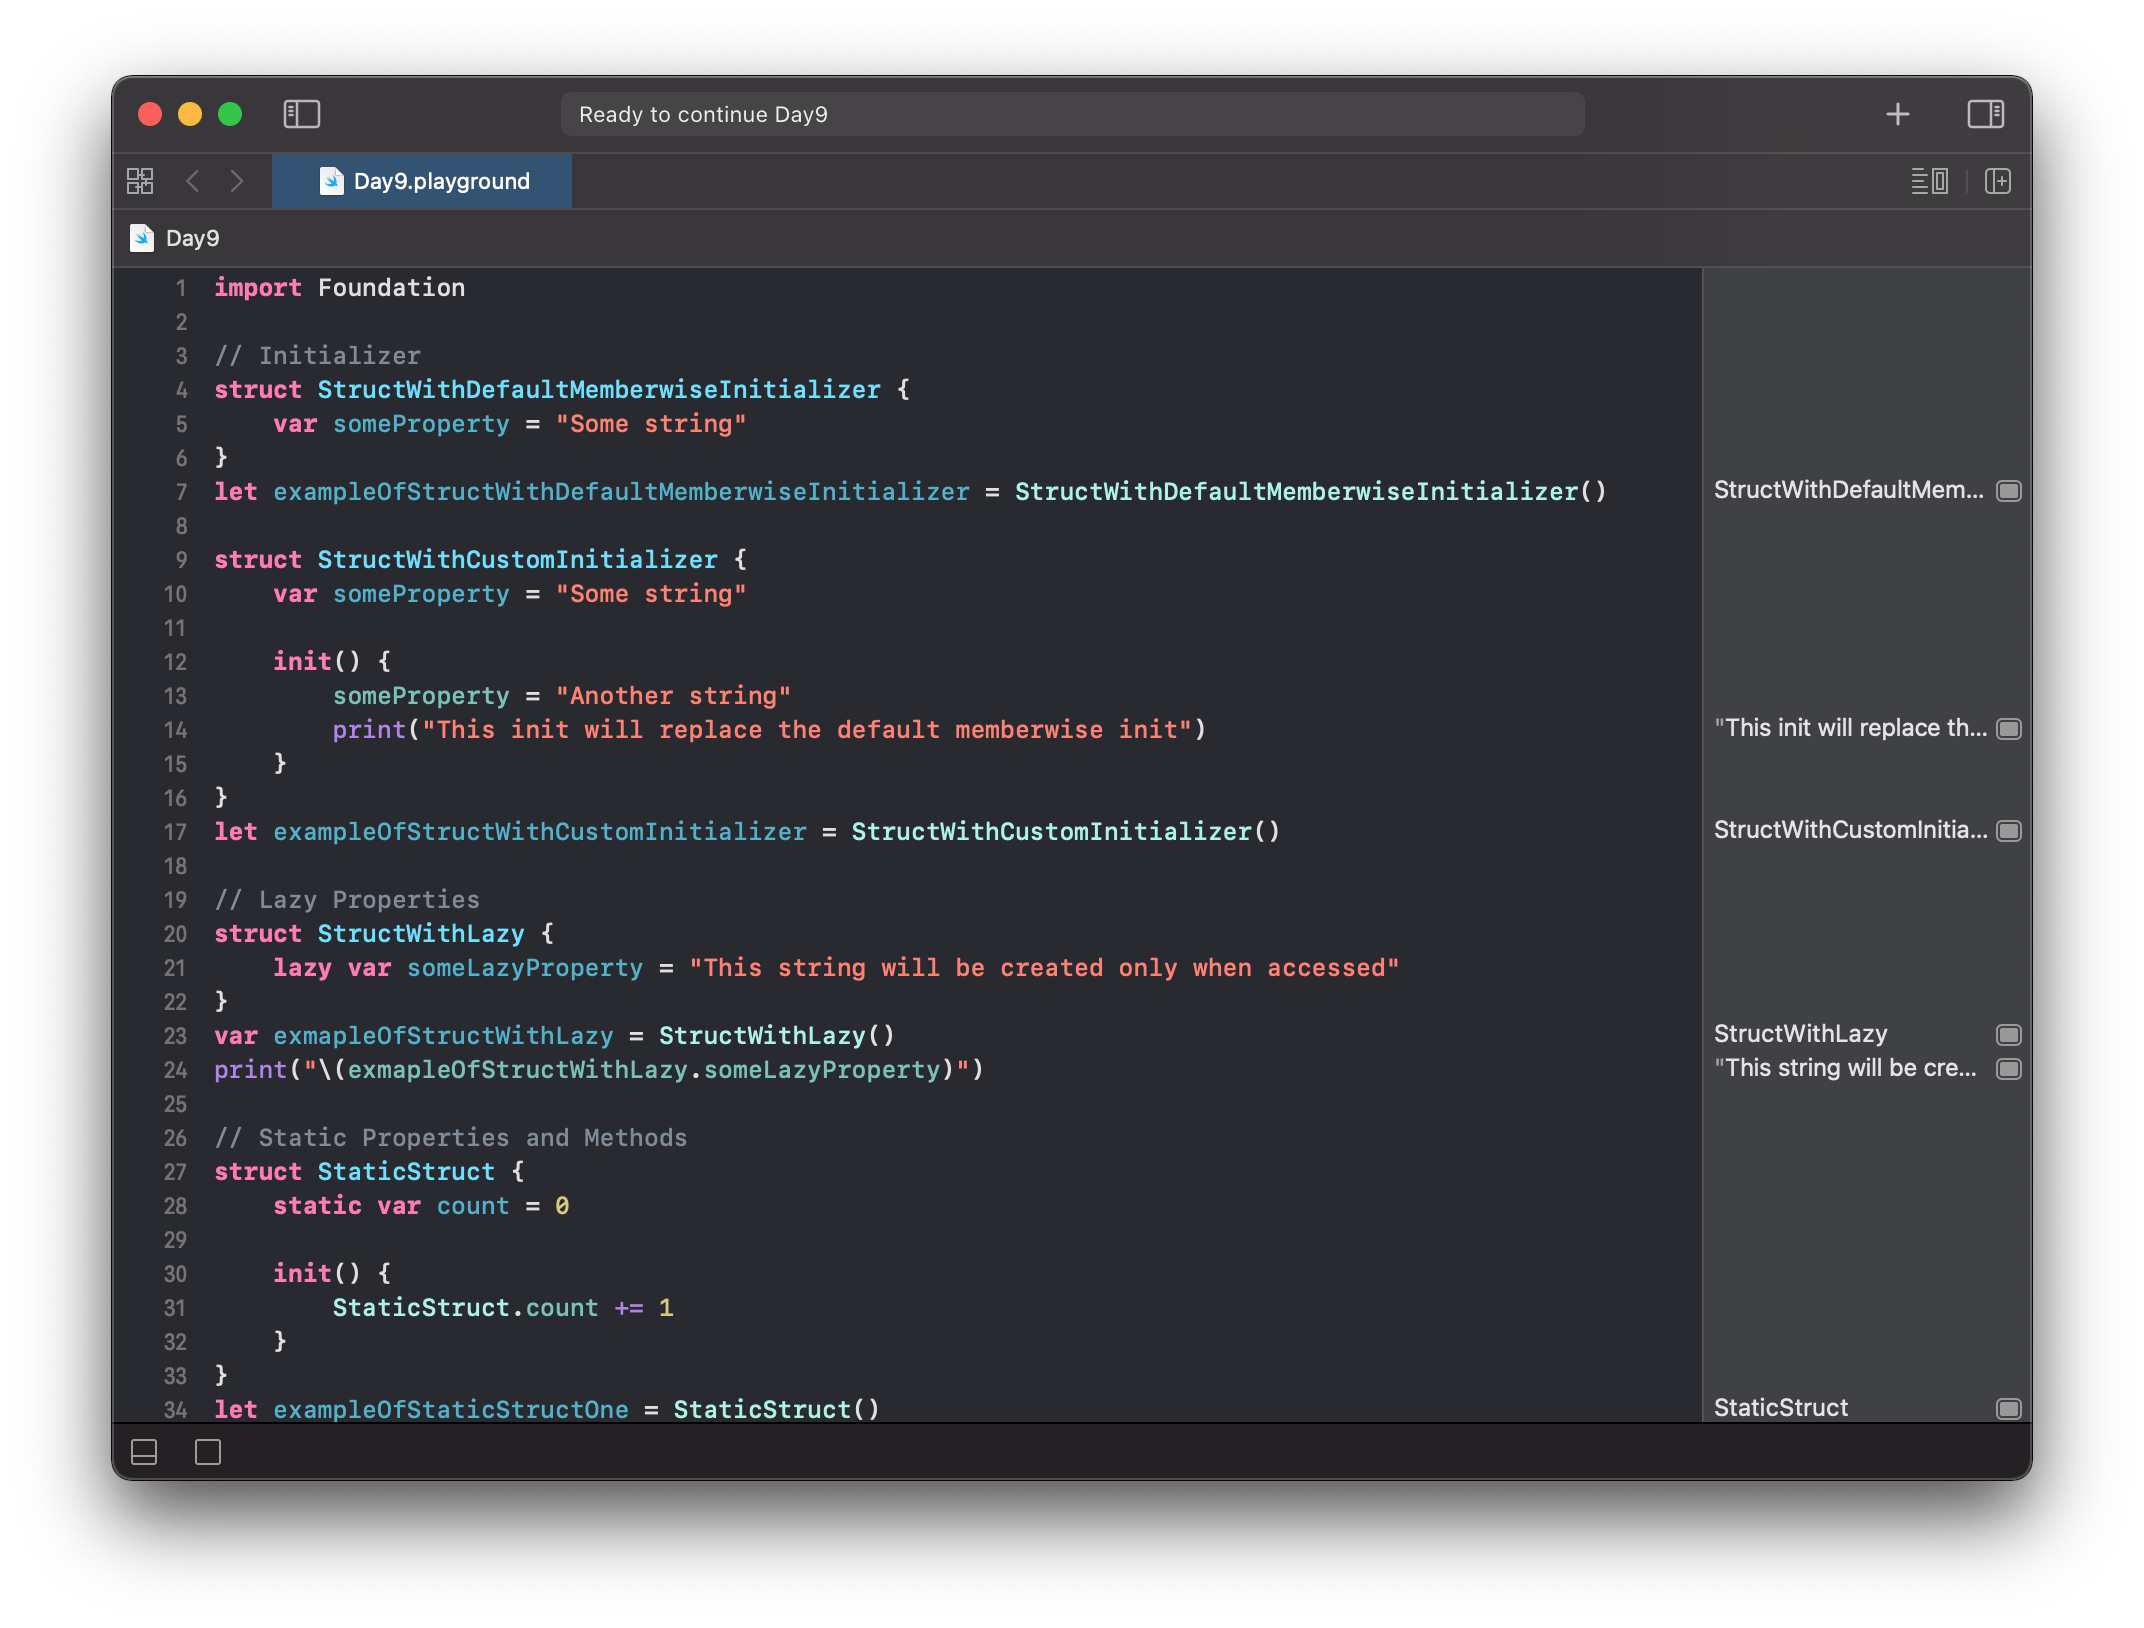 Ready to continue Day9
Day9.playground
Day9
1 import Foundation
2
3 // Initializer
4 struct StructWithDefaultMemberwiseInitializer {
5     var someProperty = "Some string"
6 }
7 let exampleOfStructWithDefaultMemberwiseInitializer = StructWithDefaultMemberwiseInitializer() StructWithDefaultMem...
8
9 struct StructWithCustomInitializer {
10     var someProperty = "Some string"
11
12     init() {
13         someProperty = "Another string"
14         print("This init will replace the default memberwise init") "This init will replace th...
15     }
16 }
17 let exampleOfStructWithCustomInitializer = StructWithCustomInitializer() StructWithCustomInitia...
18
19 // Lazy Properties
20 struct StructWithLazy {
21     lazy var someLazyProperty = "This string will be created only when accessed"
22 }
23 var exmapleOfStructWithLazy = StructWithLazy() StructWithLazy
24 print("\(exmapleOfStructWithLazy.someLazyProperty)") "This string will be cre...
25
26 // Static Properties and Methods
27 struct StaticStruct {
28     static var count = 0
29
30     init() {
31         StaticStruct.count += 1
32     }
33 }
34 let exampleOfStaticStructOne = StaticStruct() StaticStruct